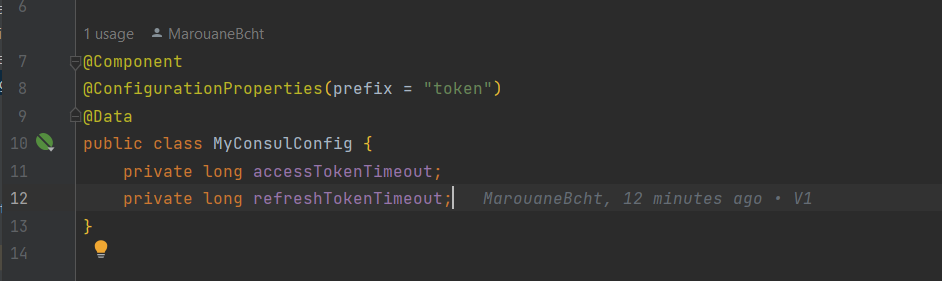 6
1 usage MarouaneBcht
7 @Component
8 @ConfigurationProperties(prefix = "token")
9 @Data
10 public class MyConsulConfig {
11 private long accessTokenTimeout;
12 private long refreshTokenTimeout; MarouaneBcht, 12 minutes ago • V1
13 }
14